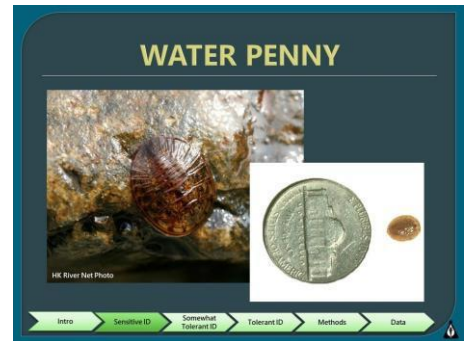 WATER PENNY
HK River Net Photo
Intro
Sensitive ID
Somewhat
Tolerant ID
Tolerant ID
Methods
Data